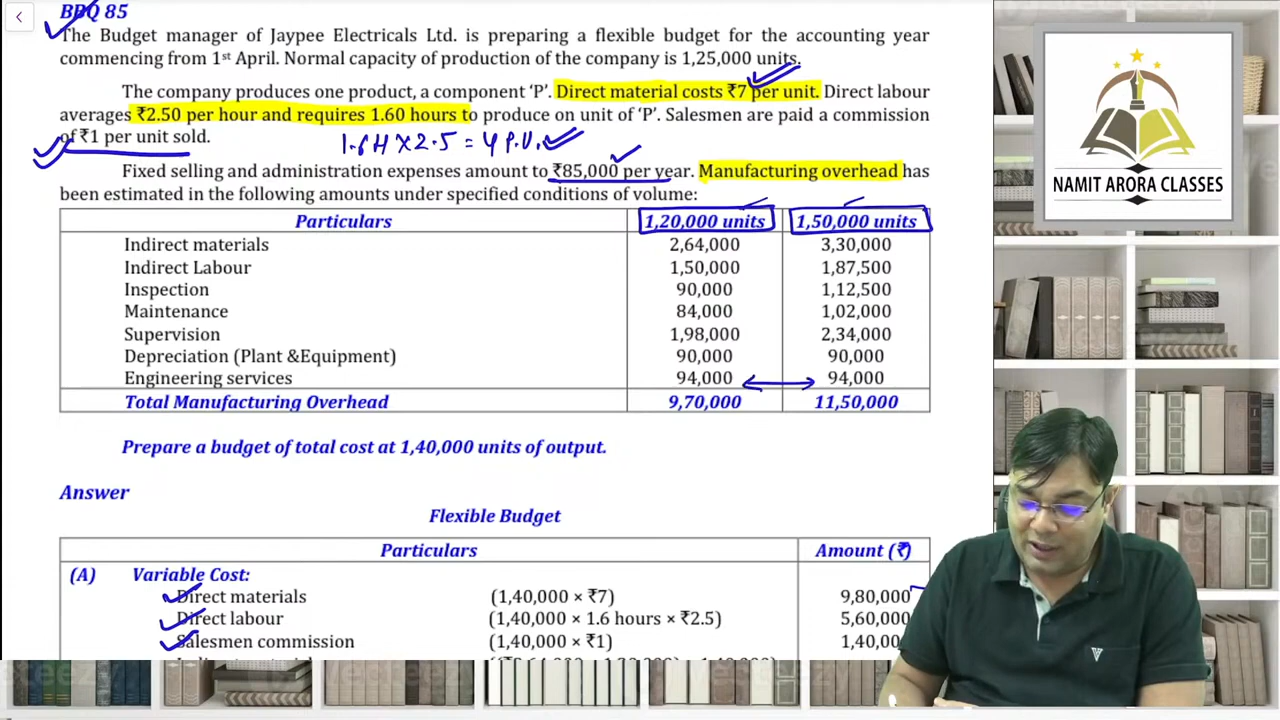 BBQ 85
The Budget manager of Jaypee Electricals Ltd. is preparing a flexible budget for the accounting year
commencing from 1st April. Normal capacity of production of the company is 1,25,000 units.
The company produces one product, a component ‘P’. Direct material costs ₹7 per unit. Direct labour
averages ₹2.50 per hour and requires 1.60 hours to produce on unit of ‘P’. Salesmen are paid a commission
of ₹1 per unit sold.
1.6H × 2.5 = 4 P.U.
Fixed selling and administration expenses amount to ₹85,000 per year. Manufacturing overhead has
been estimated in the following amounts under specified conditions of volume:
Particulars 1,20,000 units 1,50,000 units
Indirect materials 2,64,000 3,30,000
Indirect Labour 1,50,000 1,87,500
Inspection 90,000 1,12,500
Maintenance 84,000 1,02,000
Supervision 1,98,000 2,34,000
Depreciation (Plant &Equipment) 90,000 90,000
Engineering services 94,000 94,000
Total Manufacturing Overhead 9,70,000 11,50,000
Prepare a budget of total cost at 1,40,000 units of output.
Answer
Flexible Budget
Particulars Amount (₹)
(A) Variable Cost:
Direct materials (1,40,000 × ₹7) 9,80,000
Direct labour (1,40,000 × 1.6 hours × ₹2.5) 5,60,000
Salesmen commission (1,40,000 × ₹1)
NAMIT ARORA CLASSES